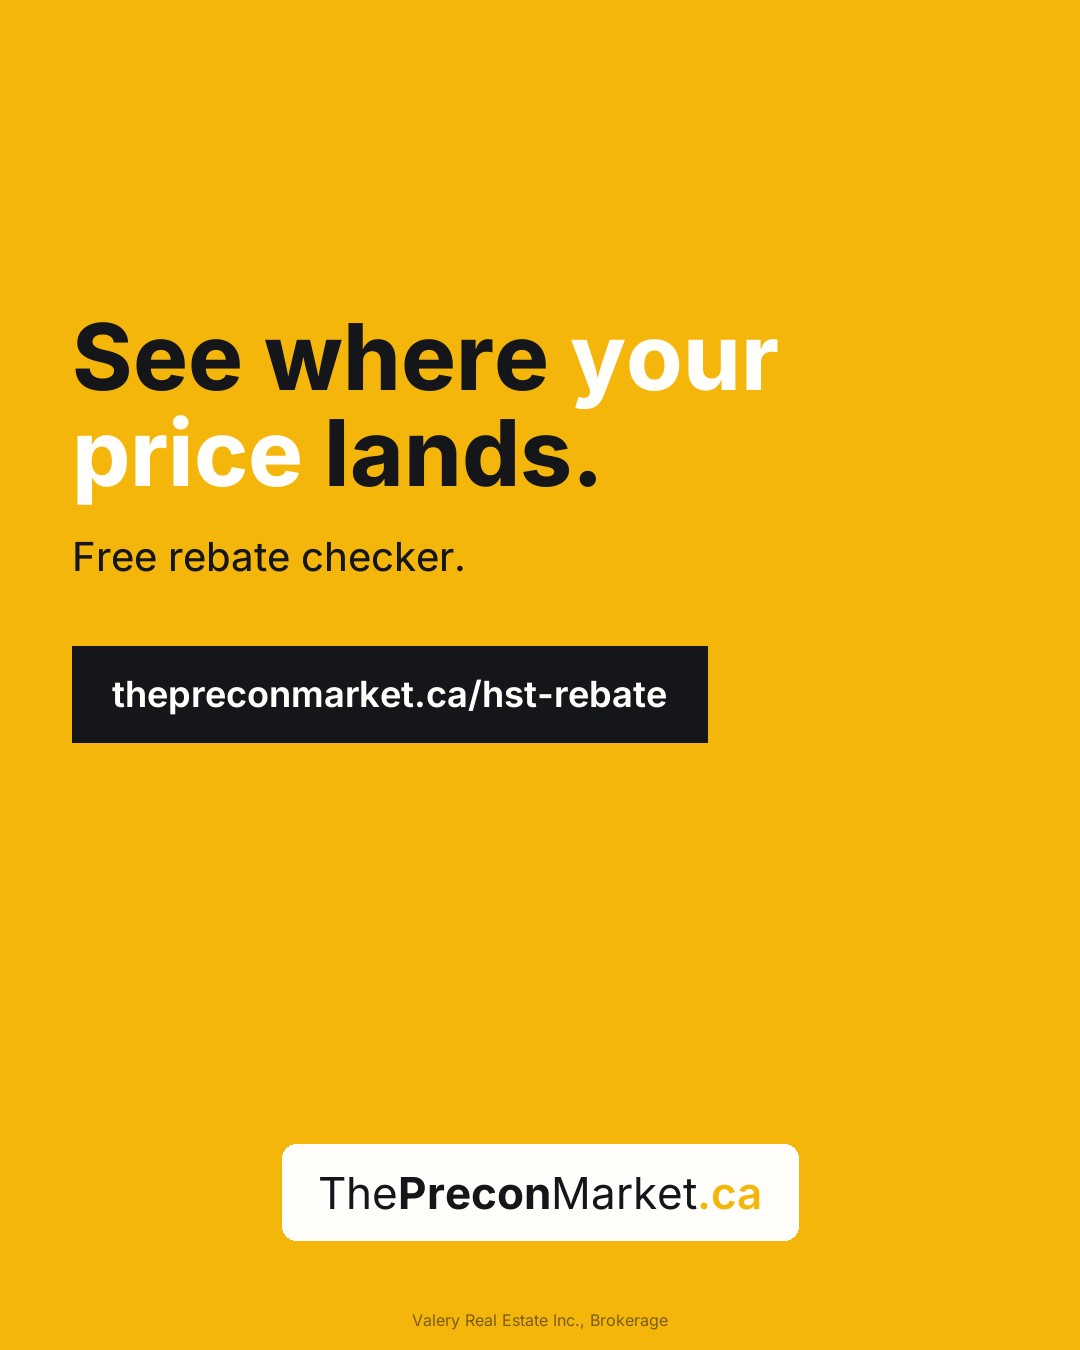 See where your
price lands.
Free rebate checker.
thepreconmarket.ca/hst-rebate
ThePreconMarket.ca
Valery Real Estate Inc., Brokerage